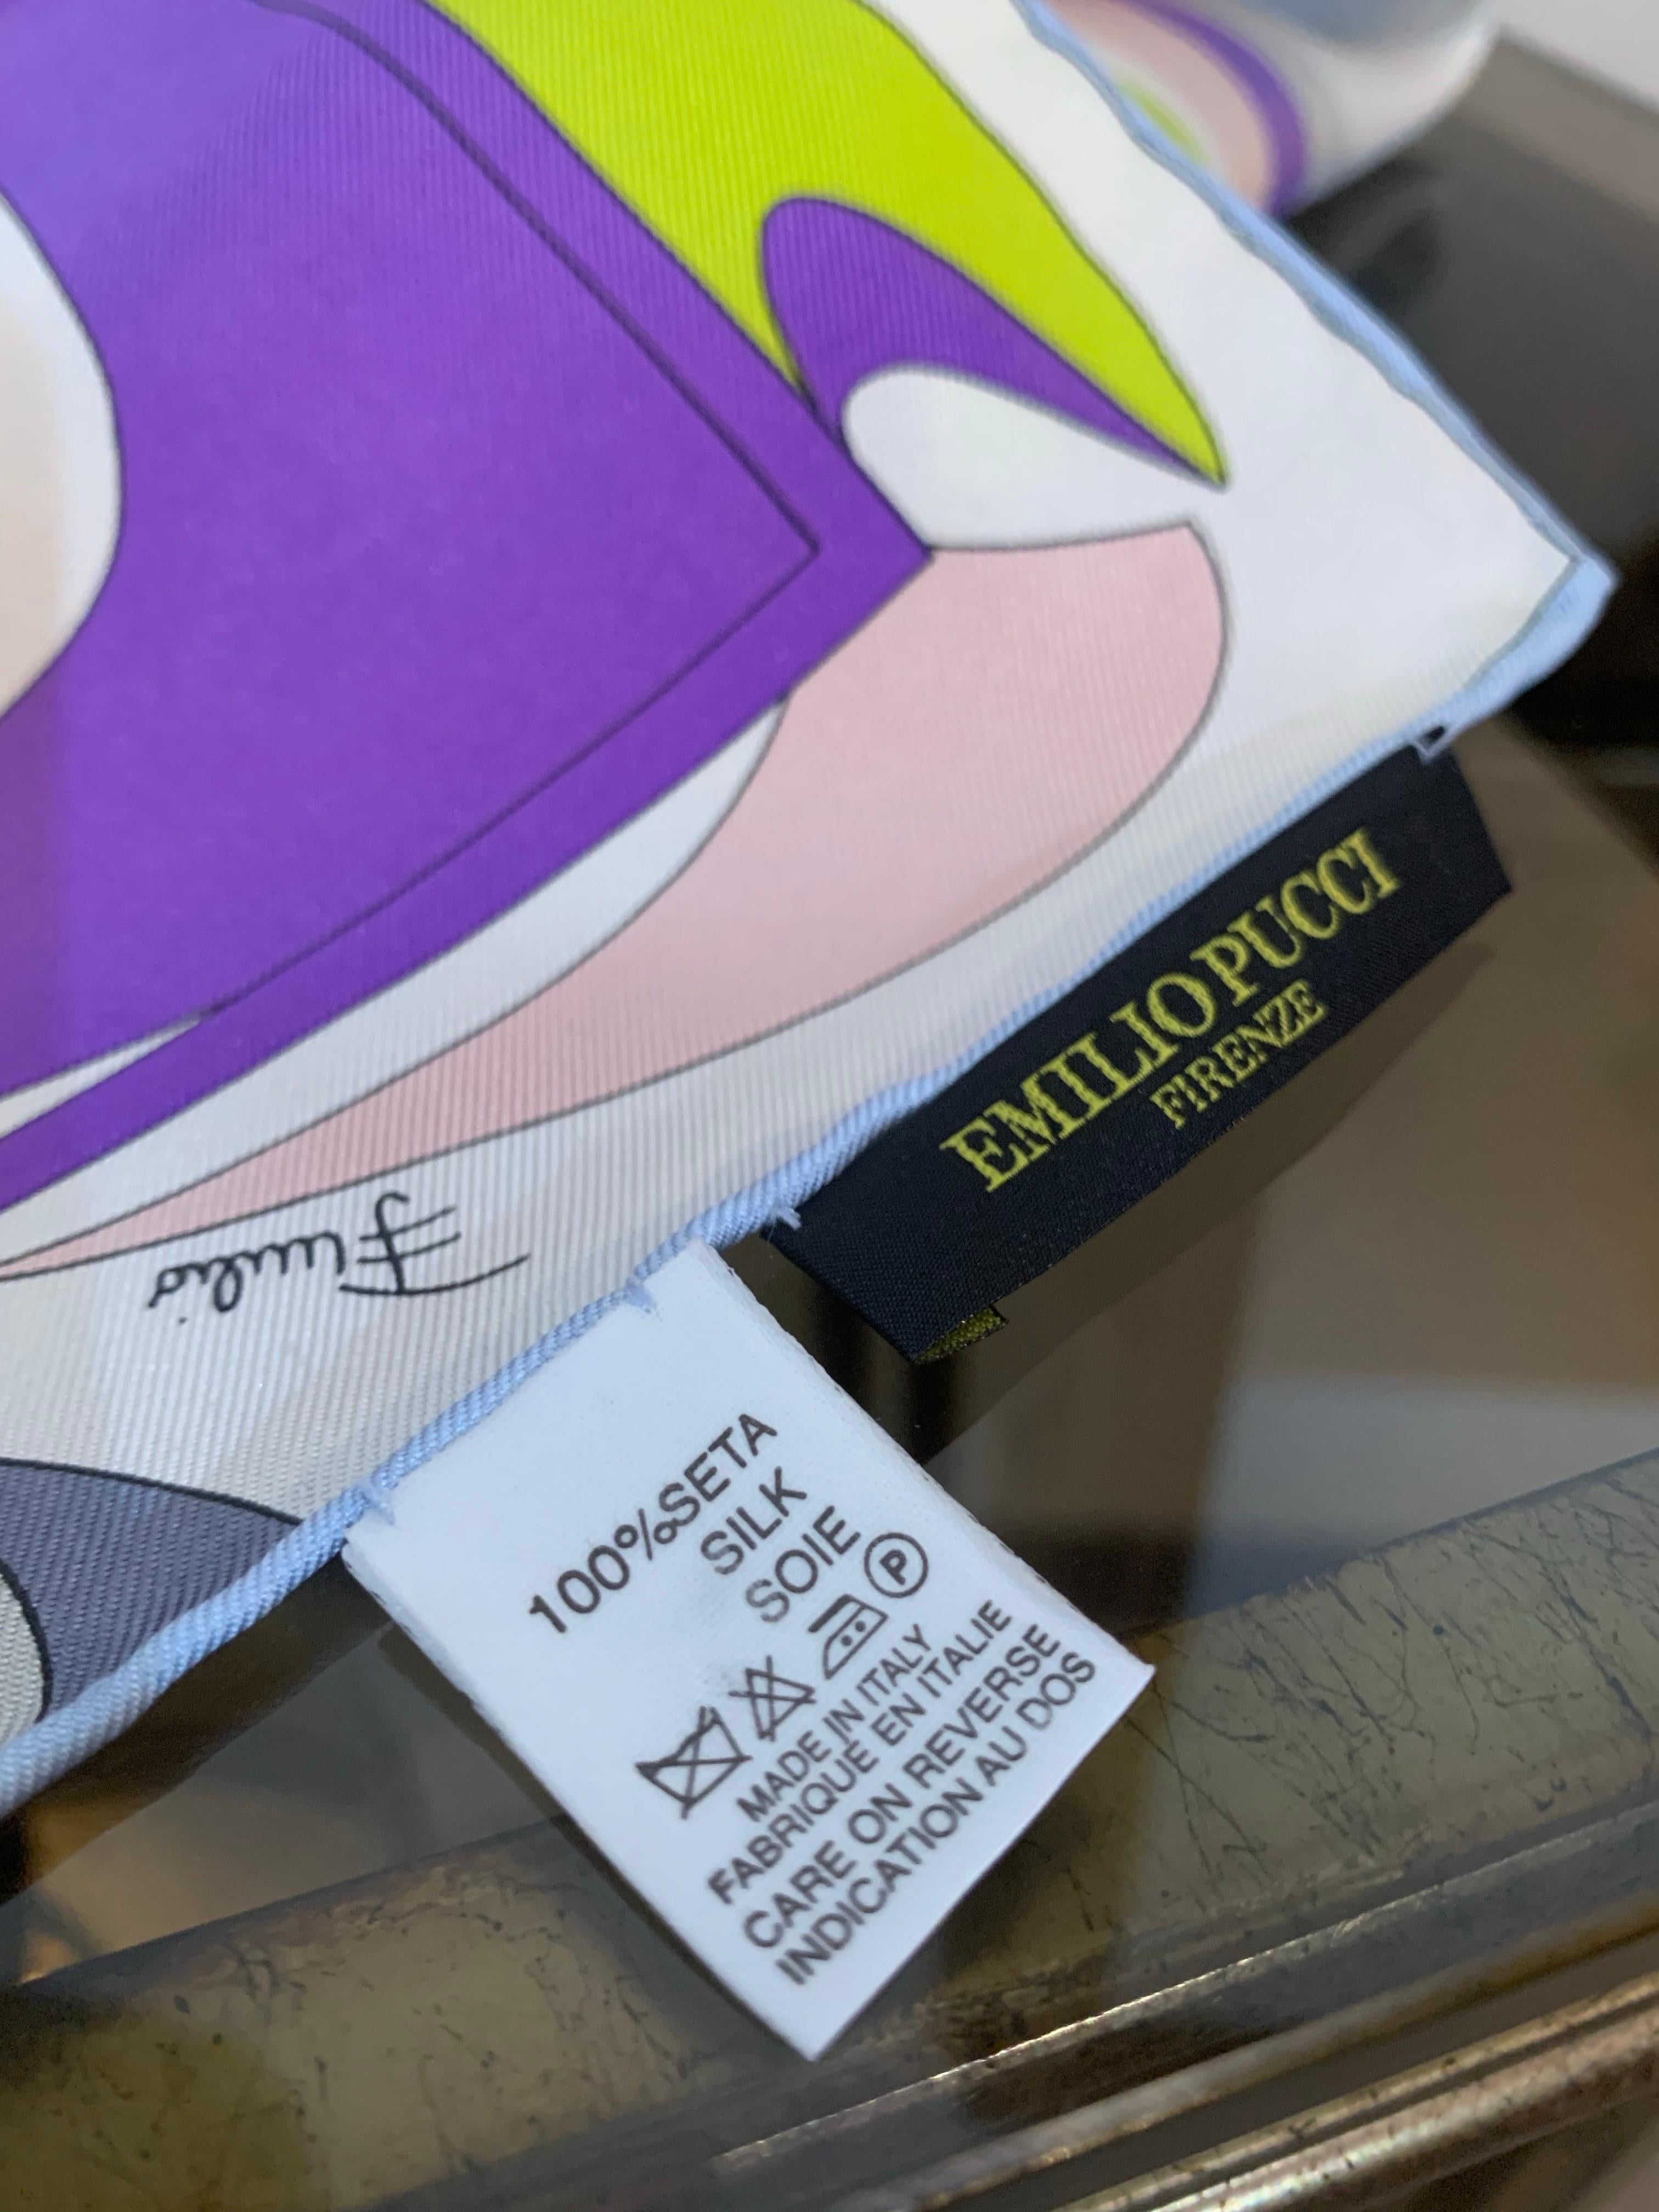 EMILIO PUCCI
FIRENZE
Emilio
100%SETA
SILK
SOIE
P
MADE IN ITALY
FABRIQUE EN ITALIE
CARE ON REVERSE
INDICATION AU DOS